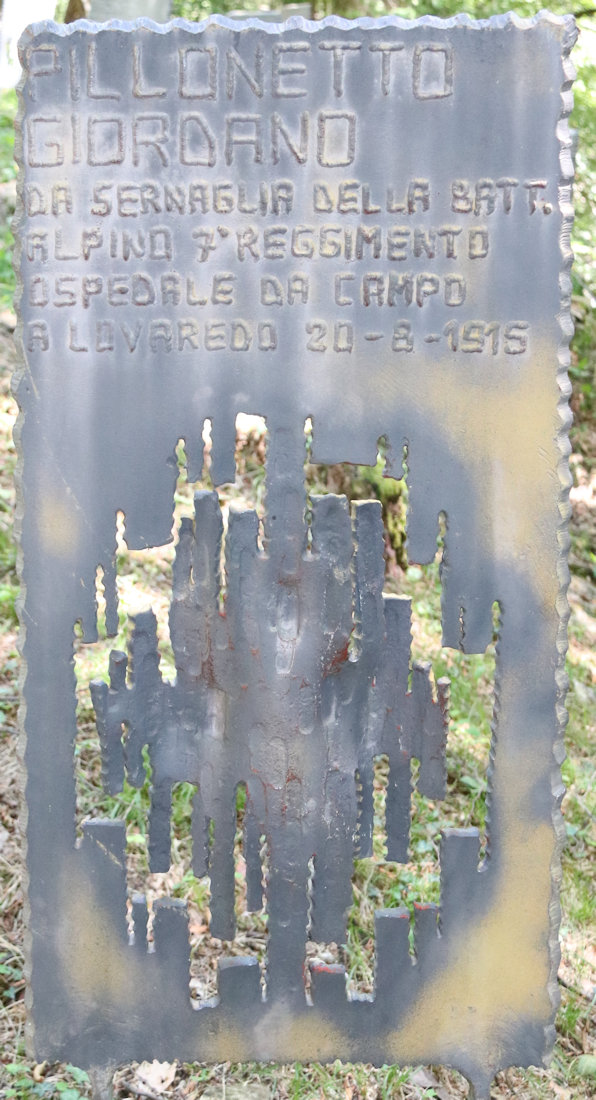 PILLONETTO
GIORDANO
DA SERNAGLIA DELLA BATT.
ALPINO 7° REGGIMENTO
OSPEDALE DA CAMPO
A LOVAREDO 20-8-1915